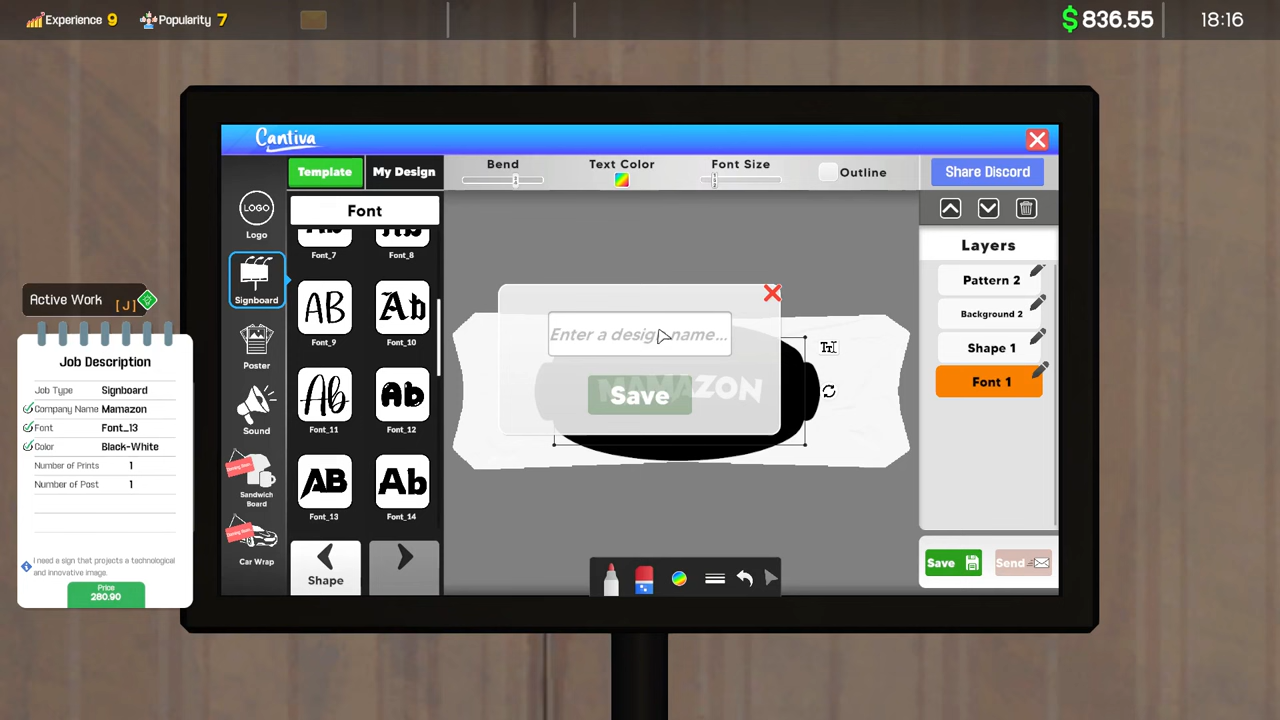 Experience 9
Popularity 7
$ 836.55
18:16
Cantiva
Template
My Design
Bend
Text Color
Font Size
Outline
Share Discord
LOGO
Logo
Signboard
Poster
Sound
Sandwich
Board
Car Wrap
Font
Font_7
Font_8
AB
Font_9
Ab
Font_10
Ab
Font_11
Ab
Font_12
AB
Font_13
Ab
Font_14
Shape
Enter a design name...
MAMAZON
Save
Layers
Pattern 2
Background 2
Shape 1
Font 1
Save
Send
Active Work [J]
Job Description
Job Type Signboard
Company Name Mamazon
Font Font_13
Color Black-White
Number of Prints 1
Number of Post 1
I need a sign that projects a technological
and innovative image.
Price
280.90